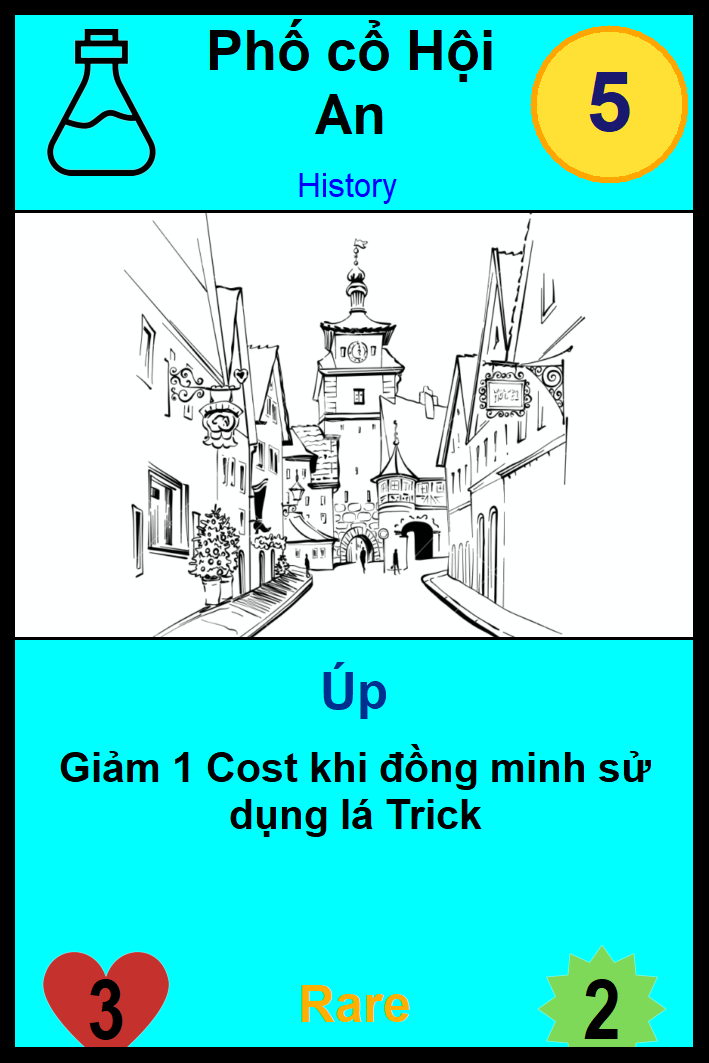 Phố cổ Hội
An
5
History
Úp
Giảm 1 Cost khi đồng minh sử
dụng lá Trick
3
Rare
2